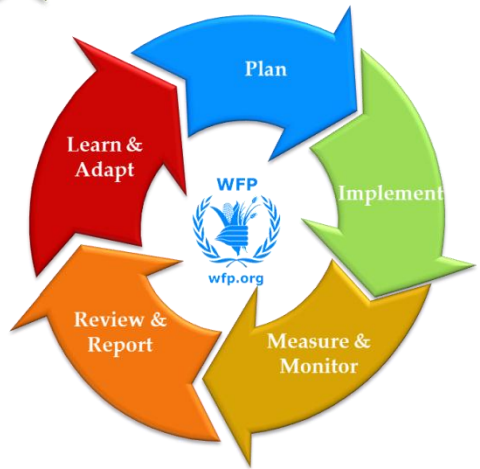 Plan
Implement
Measure &
Monitor
Review &
Report
Learn &
Adapt
WFP
wfp.org